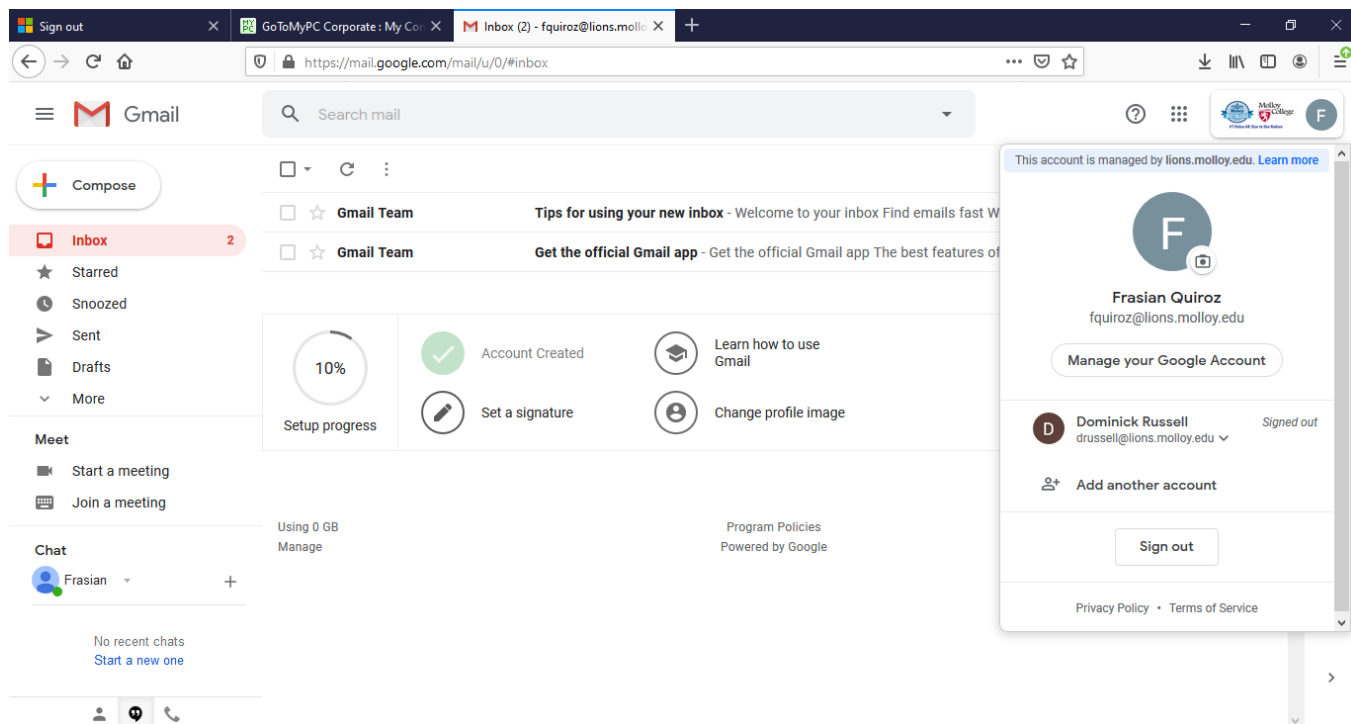 Sign out
GoToMyPC Corporate : My Cor
Inbox (2) - fquiroz@lions.mollo
https://mail.google.com/mail/u/0/#inbox
Gmail
Search mail
Molloy College
F
Compose
Inbox 2
Starred
Snoozed
Sent
Drafts
More
Meet
Start a meeting
Join a meeting
Chat
Frasian
No recent chats
Start a new one
Gmail Team Tips for using your new inbox - Welcome to your inbox Find emails fast W
Gmail Team Get the official Gmail app - Get the official Gmail app The best features of
10%
Setup progress
Account Created
Set a signature
Learn how to use
Gmail
Change profile image
Using 0 GB
Manage
Program Policies
Powered by Google
This account is managed by lions.molloy.edu. Learn more
F
Frasian Quiroz
fquiroz@lions.molloy.edu
Manage your Google Account
D
Dominick Russell Signed out
drussell@lions.molloy.edu
Add another account
Sign out
Privacy Policy • Terms of Service